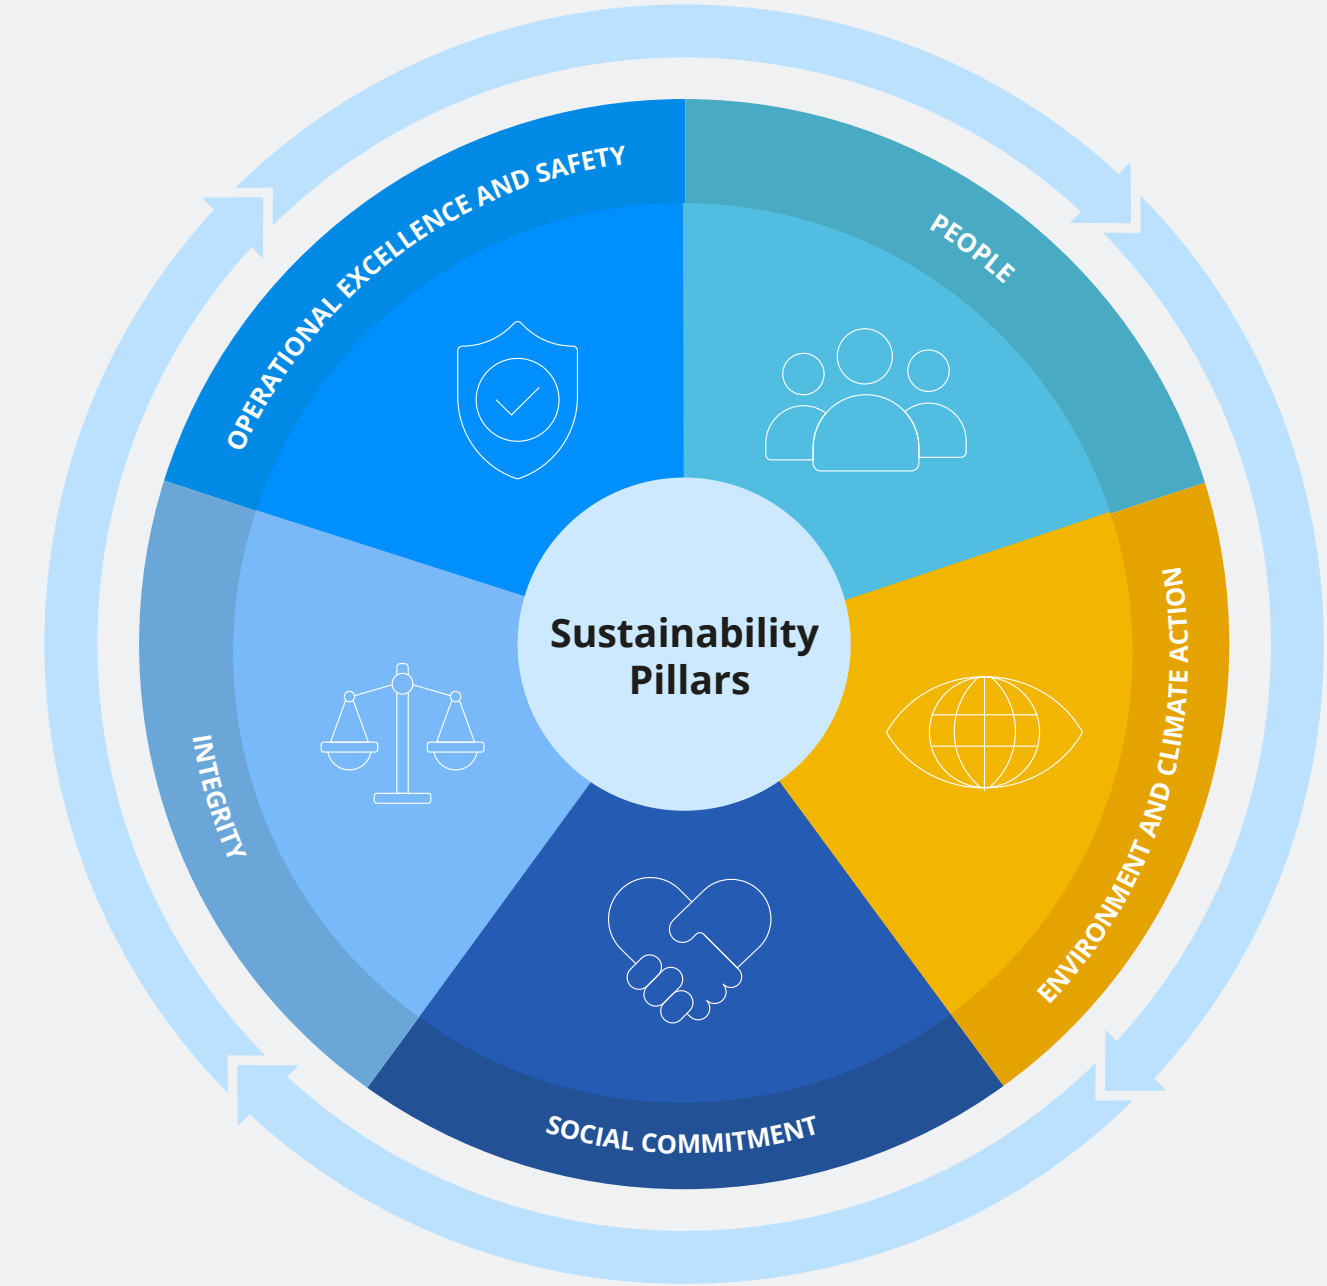 Sustainability
Pillars
OPERATIONAL EXCELLENCE AND SAFETY
PEOPLE
ENVIRONMENT AND CLIMATE ACTION
SOCIAL COMMITMENT
INTEGRITY